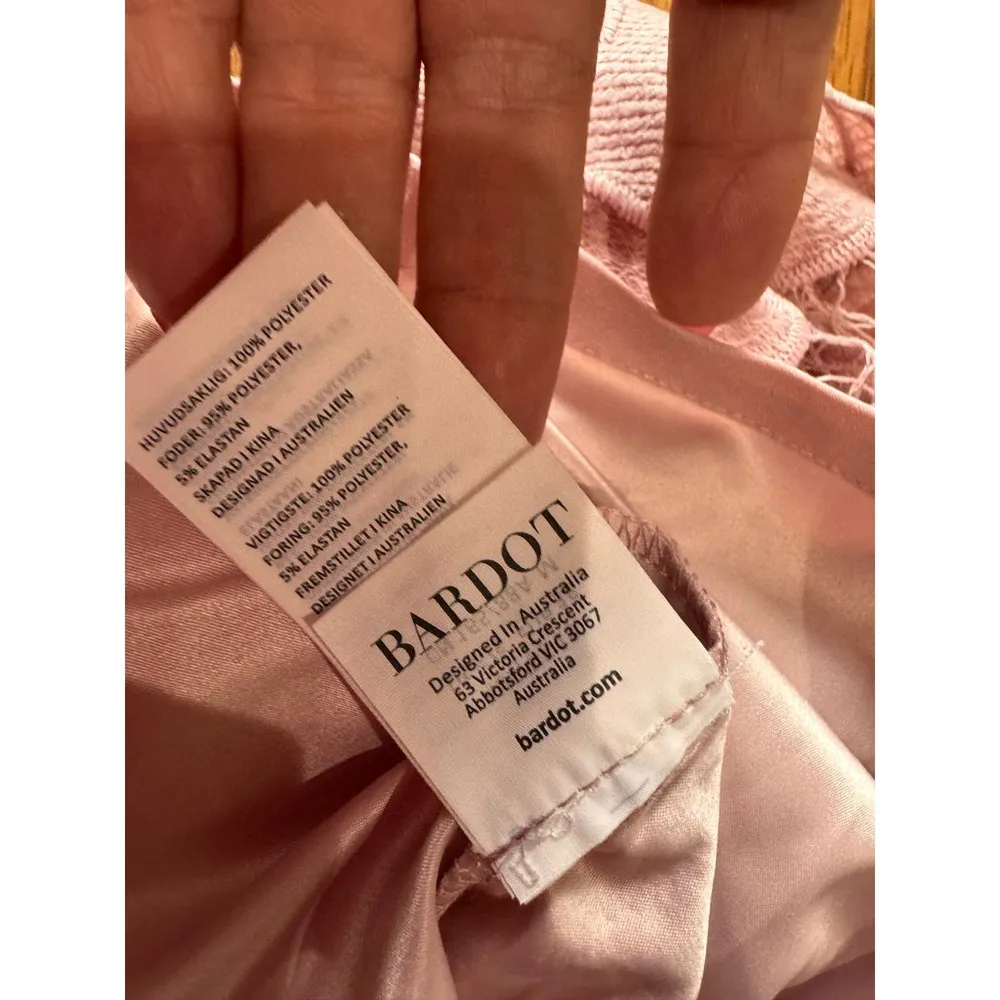 HUVUDSAKLIG: 100% POLYESTER
FODER: 95% POLYESTER,
5% ELASTAN
SKAPAD I KINA
DESIGNAD I AUSTRALIEN
VIGTIGSTE: 100% POLYESTER
FORING: 95% POLYESTER,
5% ELASTAN
FREMSTILLET I KINA
DESIGNET I AUSTRALIEN
BARDOT
Designed In Australia
63 Victoria Crescent
Abbotsford VIC 3067
Australia
bardot.com